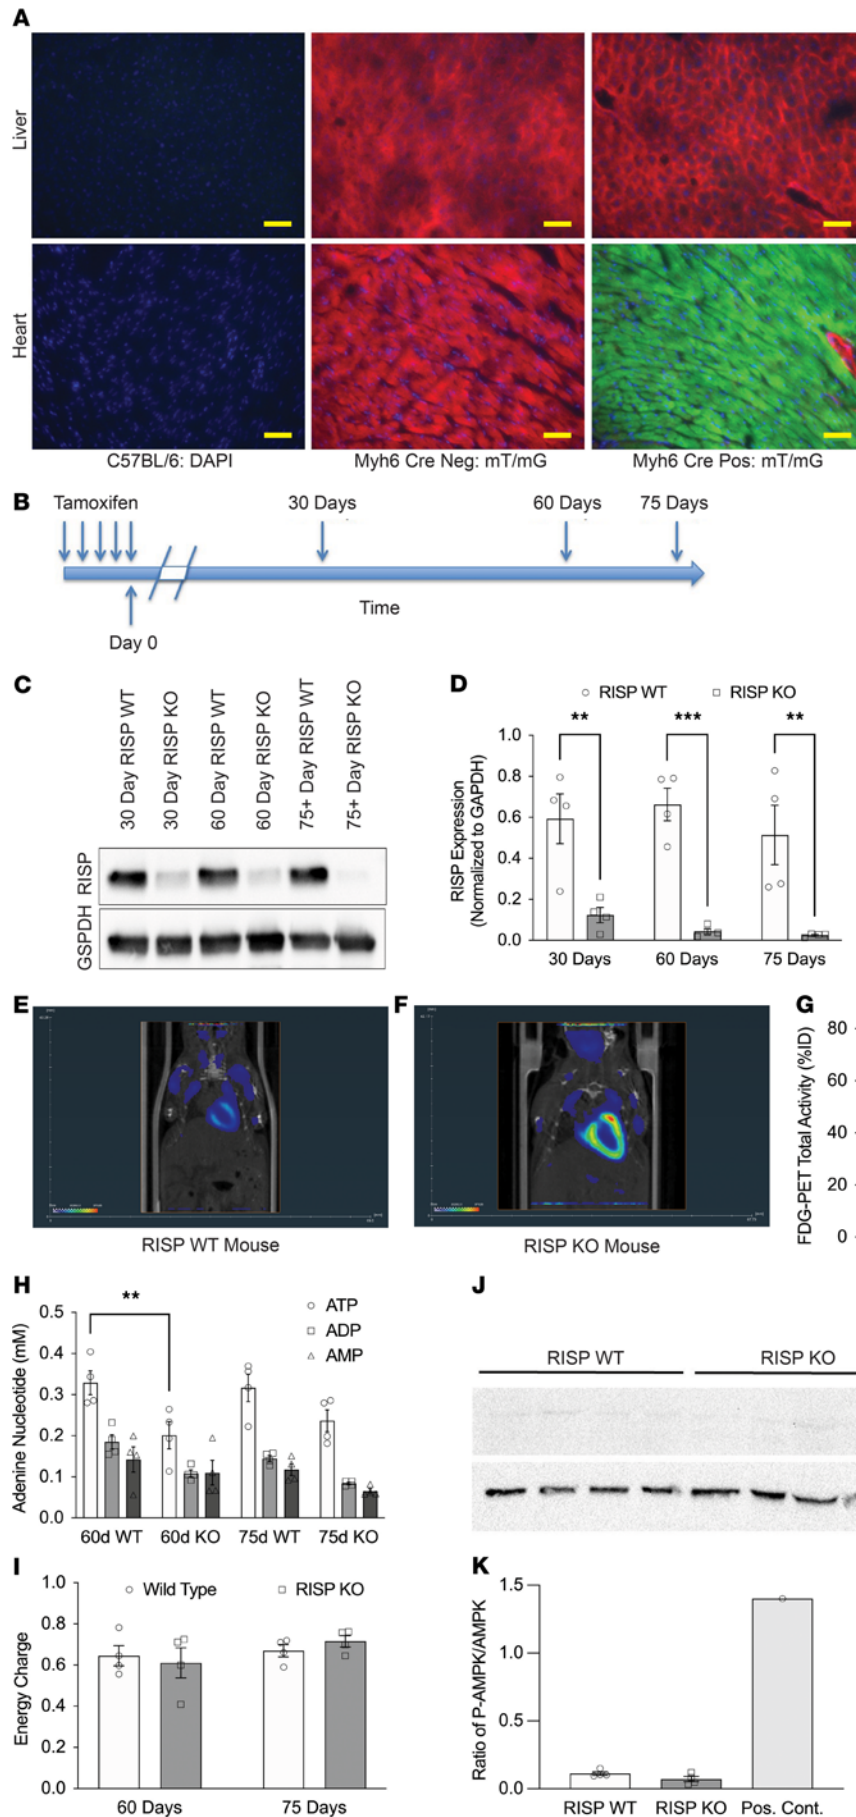 A
Liver
Heart
C57BL/6: DAPI
Myh6 Cre Neg: mT/mG
Myh6 Cre Pos: mT/mG
B
Tamoxifen
30 Days
60 Days
75 Days
Time
Day 0
C
30 Day RISP WT
30 Day RISP KO
60 Day RISP WT
60 Day RISP KO
75+ Day RISP WT
75+ Day RISP KO
RISP
GSPDH
D
RISP WT
RISP KO
**
***
**
RISP Expression
(Normalized to GAPDH)
1.0
0.8
0.6
0.4
0.2
0.0
30 Days
60 Days
75 Days
E
RISP WT Mouse
F
RISP KO Mouse
G
FDG-PET Total Activity (%ID)
80
60
40
20
0
H
**
ATP
ADP
AMP
Adenine Nucleotide (mM)
0.5
0.4
0.3
0.2
0.1
0.0
60d WT
60d KO
75d WT
75d KO
J
RISP WT
RISP KO
I
Wild Type
RISP KO
Energy Charge
1.0
0.8
0.6
0.4
0.2
0.0
60 Days
75 Days
K
Ratio of P-AMPK/AMPK
1.5
1.0
0.5
0.0
RISP WT
RISP KO
Pos. Cont.